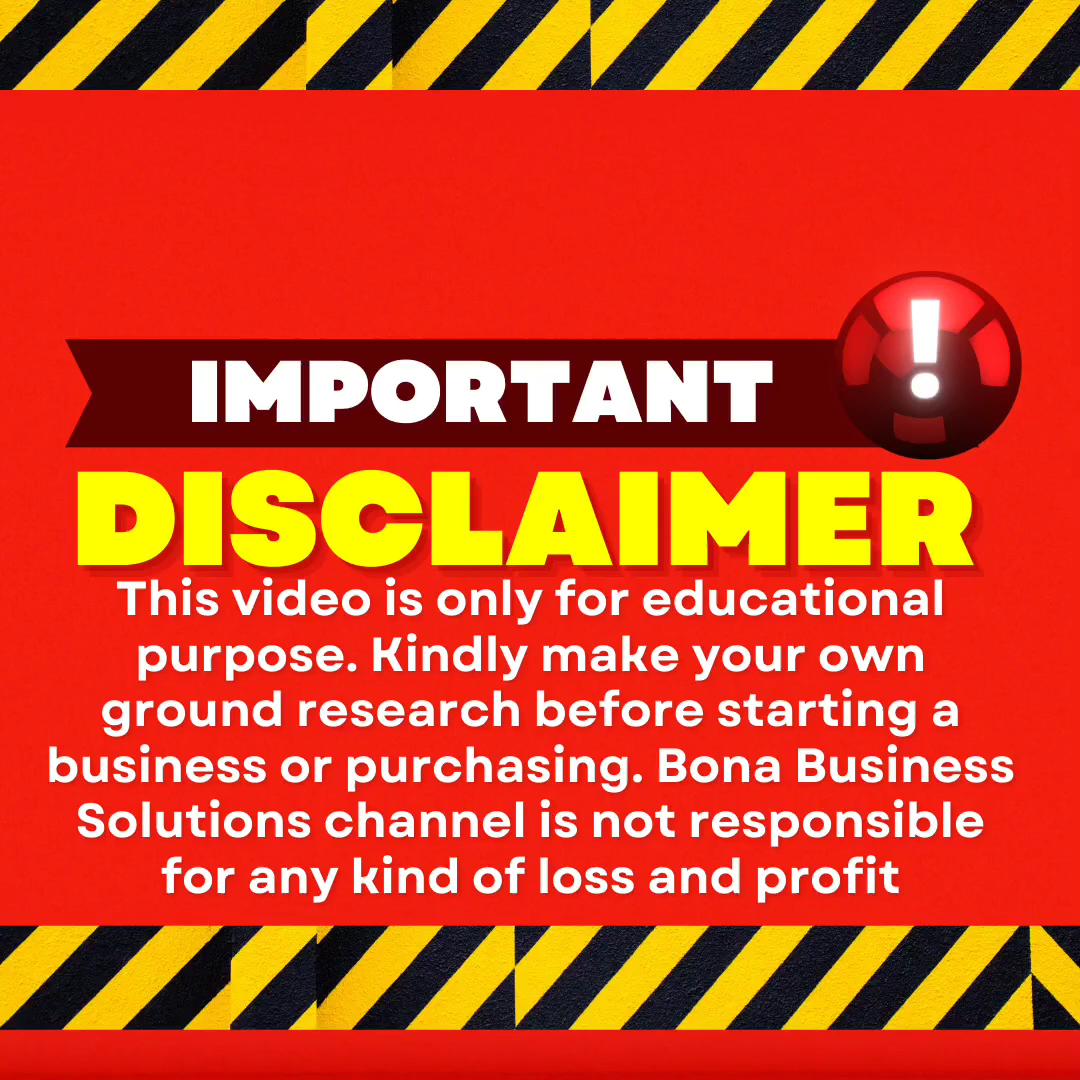 IMPORTANT
DISCLAIMER
This video is only for educational
purpose. Kindly make your own
ground research before starting a
business or purchasing. Bona Business
Solutions channel is not responsible
for any kind of loss and profit